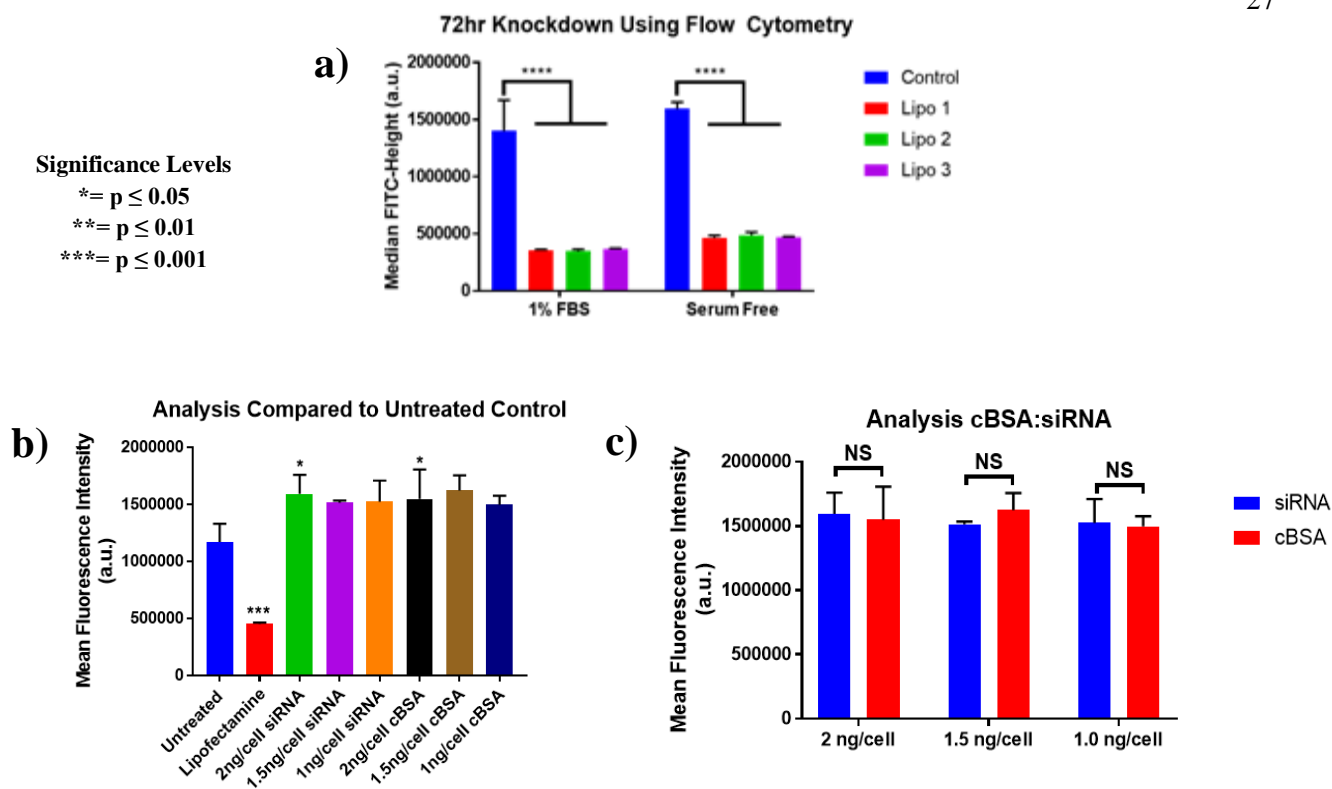 27
72hr Knockdown Using Flow Cytometry
a)
Median FITC-Height (a.u.)
2000000
1500000
1000000
500000
0
****
****
1% FBS
Serum Free
Control
Lipo 1
Lipo 2
Lipo 3
Significance Levels
*= p ≤ 0.05
**= p ≤ 0.01
***= p ≤ 0.001
b)
Analysis Compared to Untreated Control
Mean Fluorescence Intensity
(a.u.)
2000000
1500000
1000000
500000
0
***
*
*
Untreated
Lipofectamine
2ng/cell siRNA
1.5ng/cell siRNA
1ng/cell siRNA
2ng/cell cBSA
1.5ng/cell cBSA
1ng/cell cBSA
c)
Analysis cBSA:siRNA
Mean Fluorescence Intensity
(a.u.)
2000000
1500000
1000000
500000
0
NS
NS
NS
2 ng/cell
1.5 ng/cell
1.0 ng/cell
siRNA
cBSA